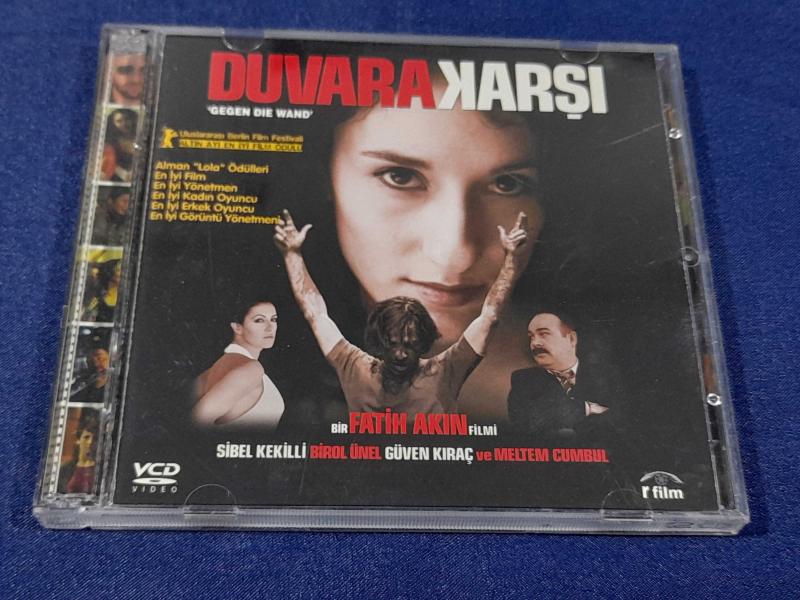 DUVARA KARŞI
'GEGEN DIE WAND'
Uluslararası Berlin Film Festivali
ALTIN AYI EN İYİ FİLM ÖDÜLÜ
Alman "Lola" Ödülleri
En İyi Film
En İyi Yönetmen
En İyi Kadın Oyuncu
En İyi Erkek Oyuncu
En İyi Görüntü Yönetmeni
BİR FATİH AKIN FİLMİ
SİBEL KEKİLLİ BİROL ÜNEL GÜVEN KIRAÇ ve MELTEM CUMBUL
VCD
VIDEO
r film